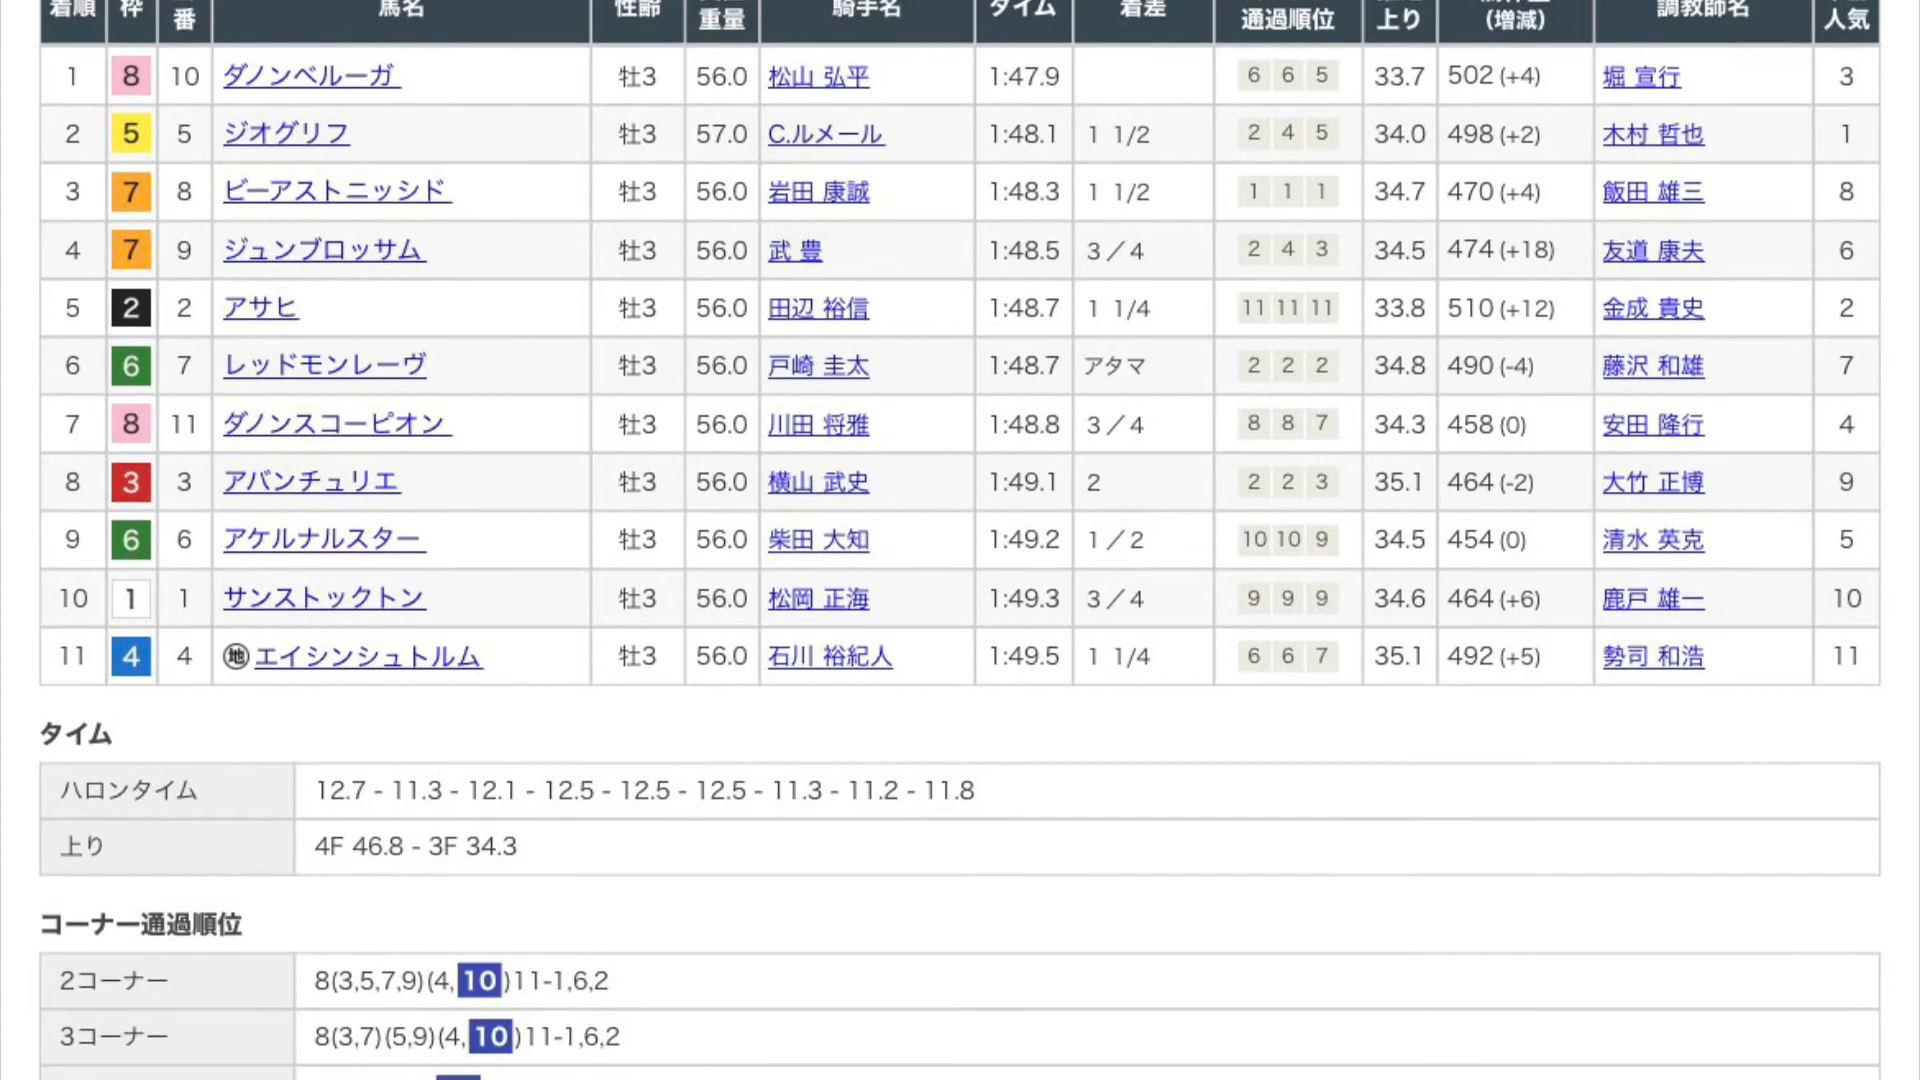 着順 枠 番 馬名 性齢 重量 騎手名 タイム 着差 通過順位 上り (増減) 調教師名 人気
1 8 10 ダノンベルーガ 牡3 56.0 松山 弘平 1:47.9 6 6 5 33.7 502 (+4) 堀 宣行 3
2 5 5 ジオグリフ 牡3 57.0 C.ルメール 1:48.1 1 1/2 2 4 5 34.0 498 (+2) 木村 哲也 1
3 7 8 ビーアストニッシド 牡3 56.0 岩田 康誠 1:48.3 1 1/2 1 1 1 34.7 470 (+4) 飯田 雄三 8
4 7 9 ジュンブロッサム 牡3 56.0 武 豊 1:48.5 3／4 2 4 3 34.5 474 (+18) 友道 康夫 6
5 2 2 アサヒ 牡3 56.0 田辺 裕信 1:48.7 1 1/4 11 11 11 33.8 510 (+12) 金成 貴史 2
6 6 7 レッドモンレーヴ 牡3 56.0 戸崎 圭太 1:48.7 アタマ 2 2 2 34.8 490 (-4) 藤沢 和雄 7
7 8 11 ダノンスコーピオン 牡3 56.0 川田 将雅 1:48.8 3／4 8 8 7 34.3 458 (0) 安田 隆行 4
8 3 3 アバンチュリエ 牡3 56.0 横山 武史 1:49.1 2 2 2 3 35.1 464 (-2) 大竹 正博 9
9 6 6 アケルナルスター 牡3 56.0 柴田 大知 1:49.2 1／2 10 10 9 34.5 454 (0) 清水 英克 5
10 1 1 サンストックトン 牡3 56.0 松岡 正海 1:49.3 3／4 9 9 9 34.6 464 (+6) 鹿戸 雄一 10
11 4 4 地 エイシンシュトルム 牡3 56.0 石川 裕紀人 1:49.5 1 1/4 6 6 7 35.1 492 (+5) 勢司 和浩 11
タイム
ハロンタイム 12.7 - 11.3 - 12.1 - 12.5 - 12.5 - 12.5 - 11.3 - 11.2 - 11.8
上り 4F 46.8 - 3F 34.3
コーナー通過順位
2コーナー 8(3,5,7,9)(4,10)11-1,6,2
3コーナー 8(3,7)(5,9)(4,10)11-1,6,2